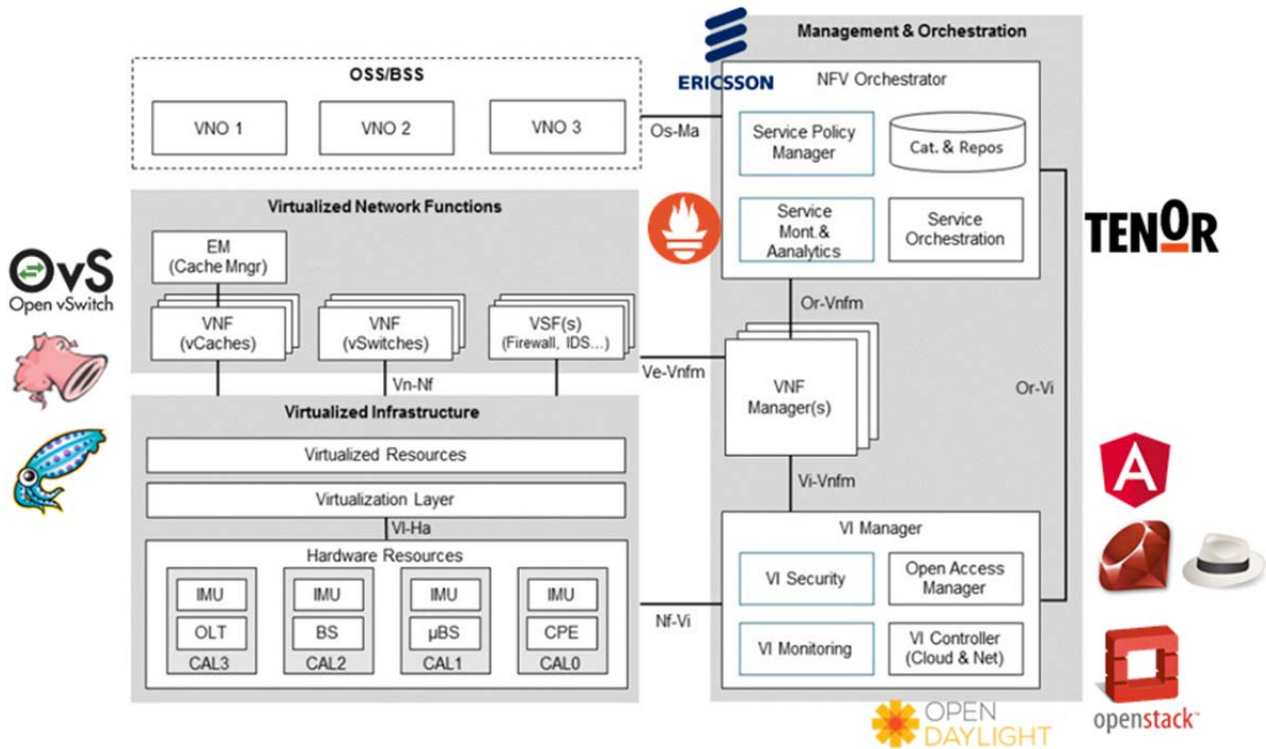 Management & Orchestration
ERICSSON
NFV Orchestrator
OSS/BSS
VNO 1
VNO 2
VNO 3
Os-Ma
Service Policy
Manager
Cat. & Repos
Service
Mont.&
Aanalytics
Service
Orchestration
TENOR
Virtualized Network Functions
EM
(Cache Mngr)
OvS
Open vSwitch
VNF
(vCaches)
VNF
(vSwitches)
VSF(s)
(Firewall, IDS...)
Or-Vnfm
Ve-Vnfm
VNF
Manager(s)
Or-Vi
Vn-Nf
Virtualized Infrastructure
Virtualized Resources
Virtualization Layer
VI-Ha
Vi-Vnfm
A
Hardware Resources
IMU
OLT
CAL3
IMU
BS
CAL2
IMU
µBS
CAL1
IMU
CPE
CAL0
Nf-Vi
VI Manager
VI Security
Open Access
Manager
VI Monitoring
VI Controller
(Cloud & Net)
OPEN
DAYLIGHT
openstack™